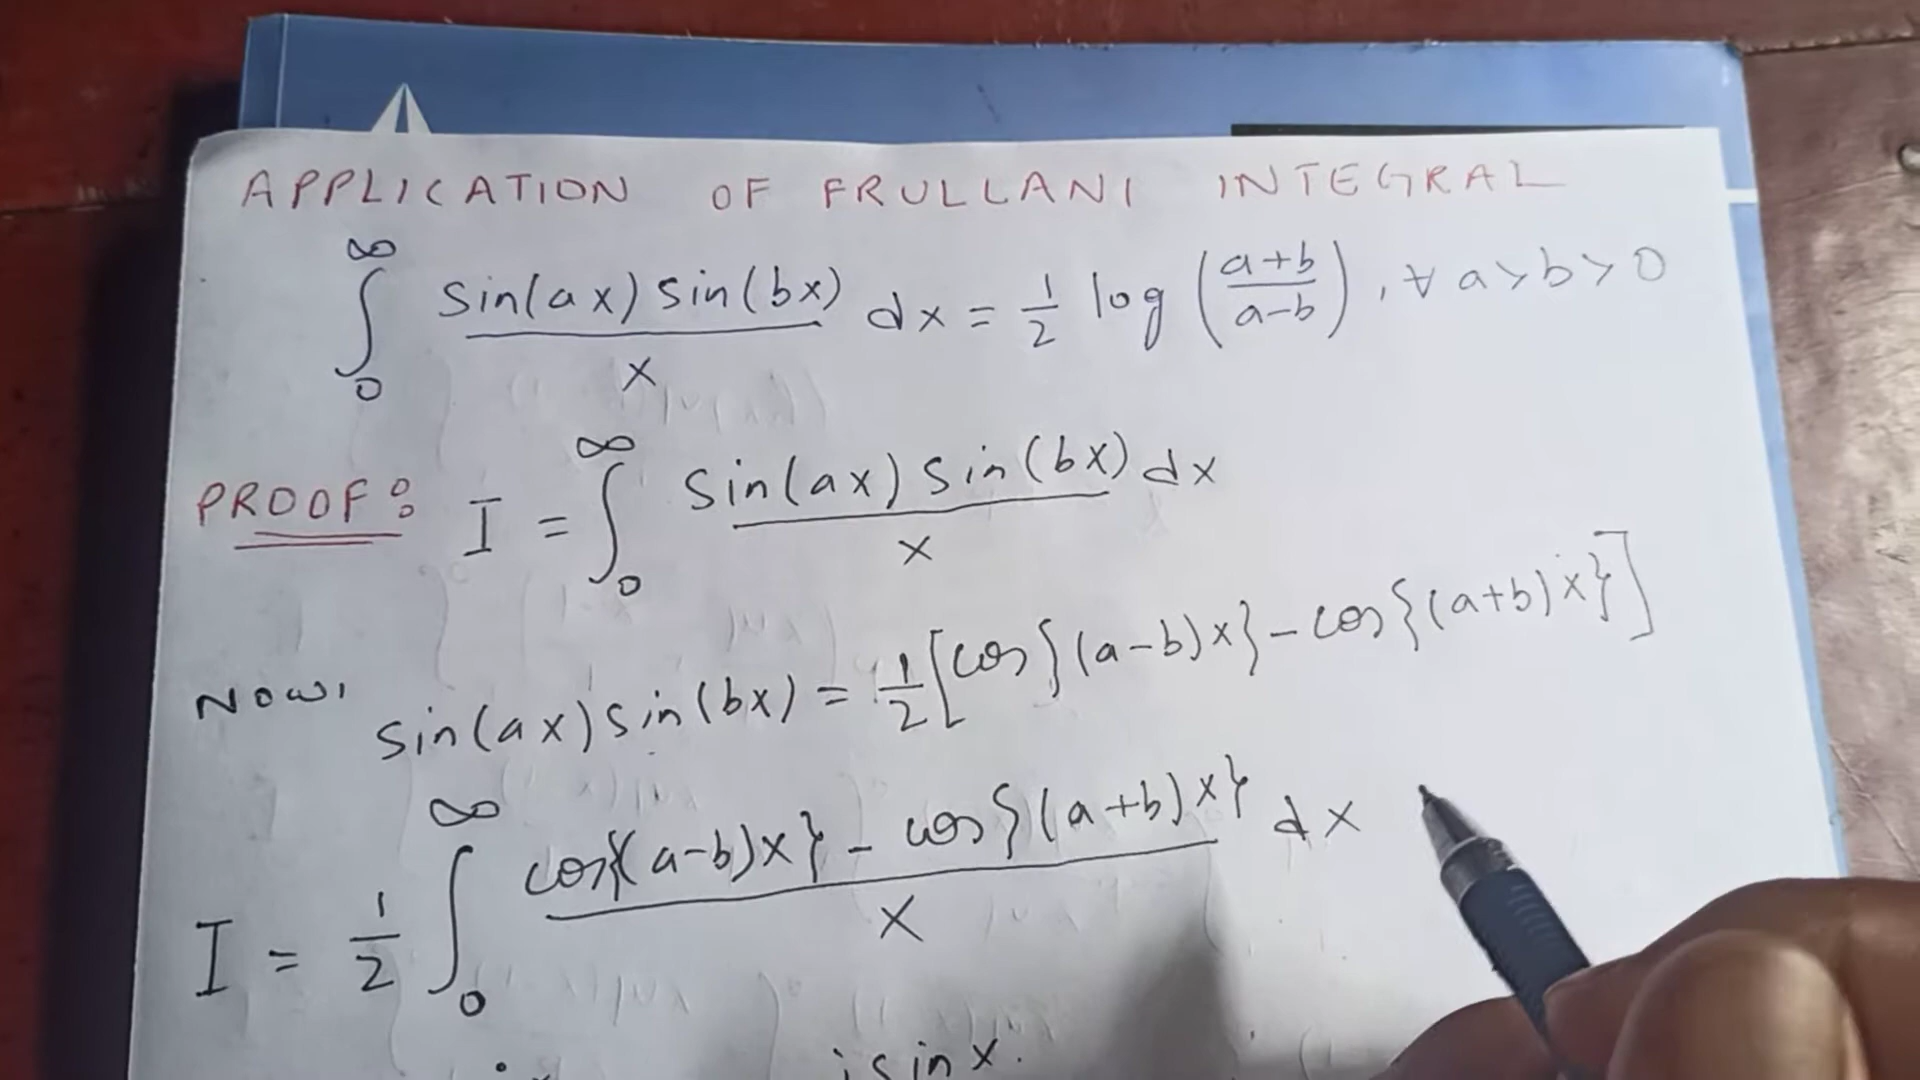 APPLICATION OF FRULLANI INTEGRAL
∫₀^∞ sin(ax) sin(bx)/x dx = 1/2 log((a+b)/(a-b)), ∀ a>b>0
PROOF: I = ∫₀^∞ sin(ax) sin(bx)/x dx
NOW, sin(ax) sin(bx) = 1/2 [cos{(a-b)x} - cos{(a+b)x}]
I = 1/2 ∫₀^∞ cos{(a-b)x} - cos{(a+b)x}/x dx
i sin x.